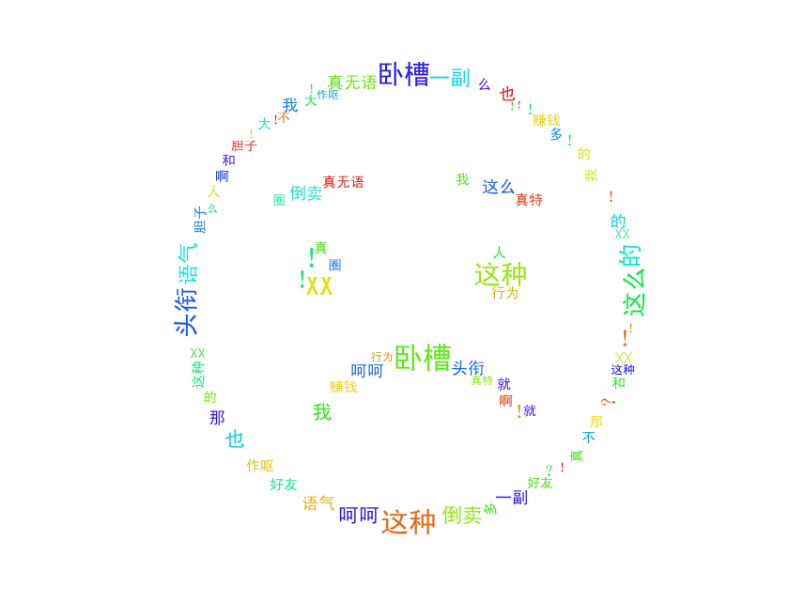 卧槽
真无语
一副
么
!
作呕
大
我
也
!
!
!
赚钱
!
不
大
!
多
!
胆子
的
和
啊
我
真无语
我
这么
人
倒卖
圈
真特
!
么
胆子
的
XX
真
!
圈
人
语气
的
!
XX
这种
行为
这么
头衔
!
!
XX
行为
卧槽
呵呵
头衔
真特
XX
这种
赚钱
就
这种
和
的
我
啊
!
就
?
那
那
也
不
作呕
真
?
!
好友
好友
语气
一副
呵呵
这种
倒卖
多